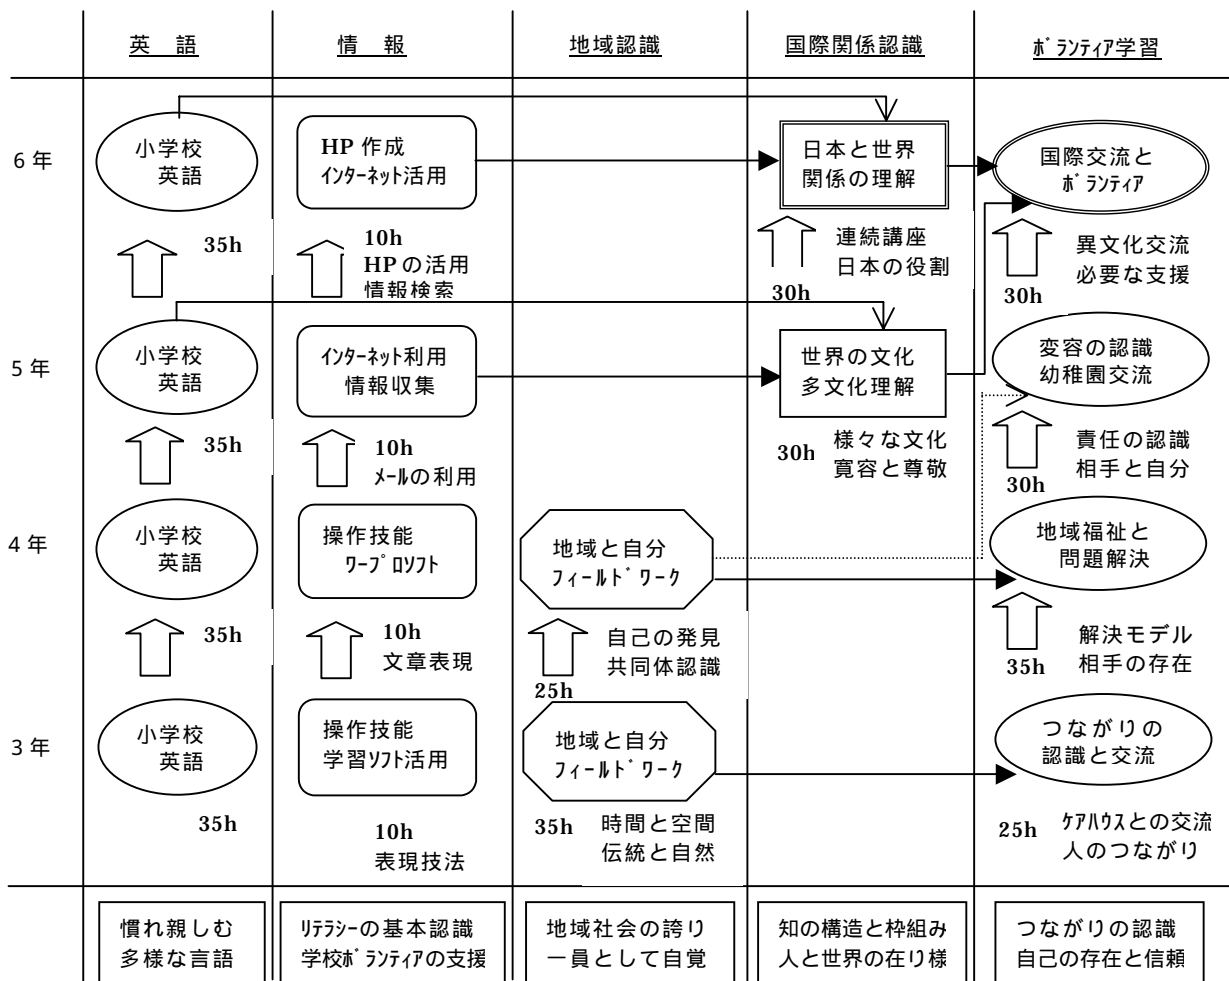 英 語
情 報
地域認識
国際関係認識
ﾎﾞﾗﾝﾃｨｱ学習
6 年
小学校
英語
35h
HP 作成
ｲﾝﾀｰﾈｯﾄ活用
10h
HP の活用
情報検索
日本と世界
関係の理解
30h
連続講座
日本の役割
国際交流と
ﾎﾞﾗﾝﾃｨｱ
30h
異文化交流
必要な支援
5 年
小学校
英語
35h
ｲﾝﾀｰﾈｯﾄ利用
情報収集
10h
ﾒｰﾙの利用
世界の文化
多文化理解
30h
様々な文化
寛容と尊敬
変容の認識
幼稚園交流
30h
責任の認識
相手と自分
4 年
小学校
英語
35h
操作技能
ﾜｰﾌﾟﾛｿﾌﾄ
10h
文章表現
地域と自分
ﾌｨｰﾙﾄﾞﾜｰｸ
25h
自己の発見
共同体認識
地域福祉と
問題解決
35h
解決モデル
相手の存在
3 年
小学校
英語
35h
操作技能
学習ｿﾌﾄ活用
10h
表現技法
地域と自分
ﾌｨｰﾙﾄﾞﾜｰｸ
35h
時間と空間
伝統と自然
つながりの
認識と交流
25h
ｹｱﾊｳｽとの交流
人のつながり
慣れ親しむ
多様な言語
ﾘﾃﾗｼｰの基本認識
学校ﾎﾞﾗﾝﾃｨｱの支援
地域社会の誇り
一員として自覚
知の構造と枠組み
人と世界の在り様
つながりの認識
自己の存在と信頼